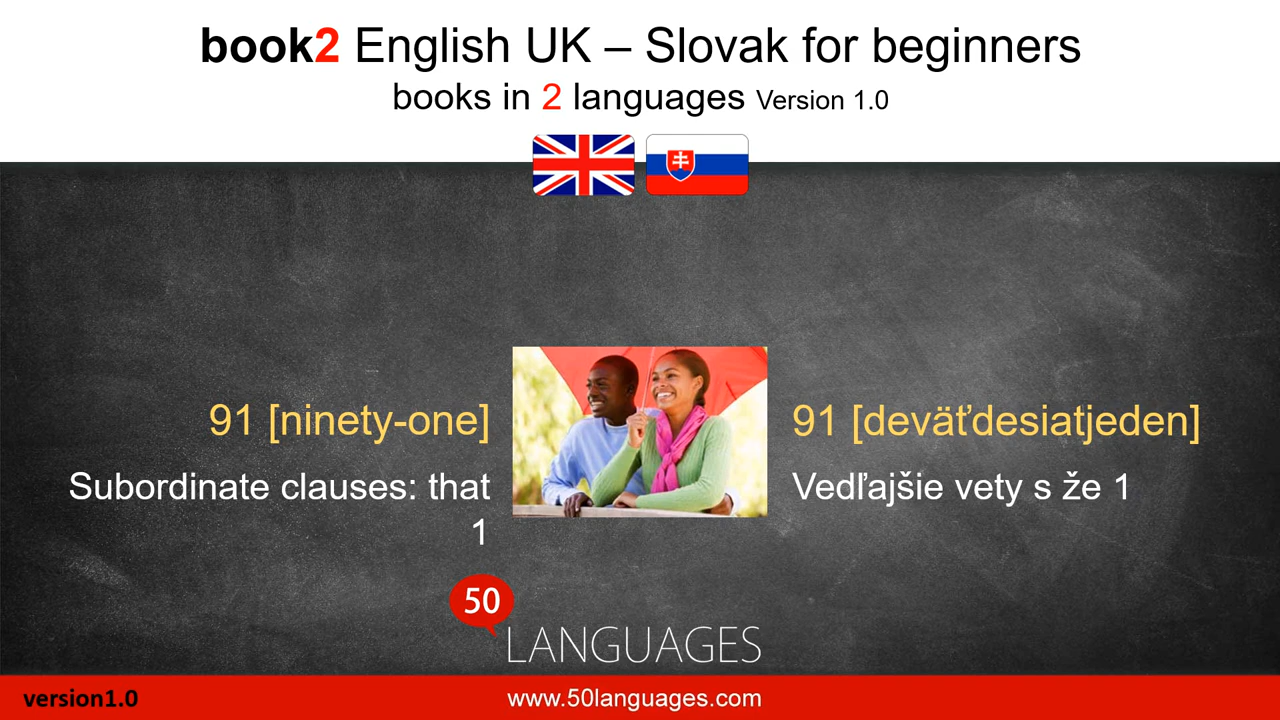 book2 English UK – Slovak for beginners
books in 2 languages Version 1.0
91 [ninety-one]
Subordinate clauses: that
1
91 [deväťdesiatjeden]
Vedľajšie vety s že 1
50
LANGUAGES
version1.0
www.50languages.com